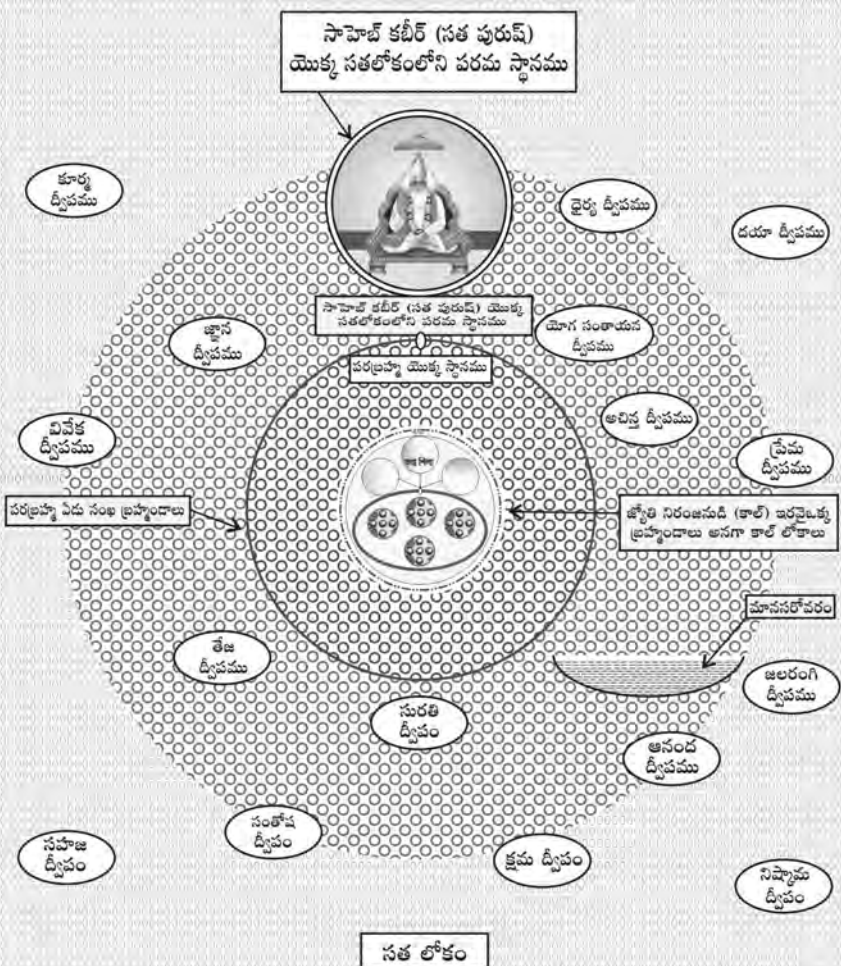 సాహెబ్ కబీర్ (సత పురుష్)
యొక్క సతలోకంలోని పరమ స్థానము
కూర్మ
ద్వీపము
ధైర్య ద్వీపము
దయా ద్వీపము
సాహెబ్ కబీర్ (సత పురుష్) యొక్క
సతలోకంలోని పరమ స్థానము
జ్ఞాన
ద్వీపము
యోగ సంతాయన
ద్వీపము
పరబ్రహ్మ యొక్క స్థానము
అచిన్త ద్వీపము
వివేక
ద్వీపము
ప్రేమ
ద్వీపము
పరబ్రహ్మ ఏడు సంఖ బ్రహ్మండాలు
జ్యోతి నిరంజనుడి (కాల్) ఇరవైఒక్క
బ్రహ్మండాలు అనగా కాల్ లోకాలు
మానసరోవరం
తేజ
ద్వీపము
జలరంగి
ద్వీపము
సురతి
ద్వీపం
ఆనంద
ద్వీపము
సంతోష
ద్వీపం
సహజ
ద్వీపం
క్షమ ద్వీపం
నిష్కామ
ద్వీపం
సత లోకం